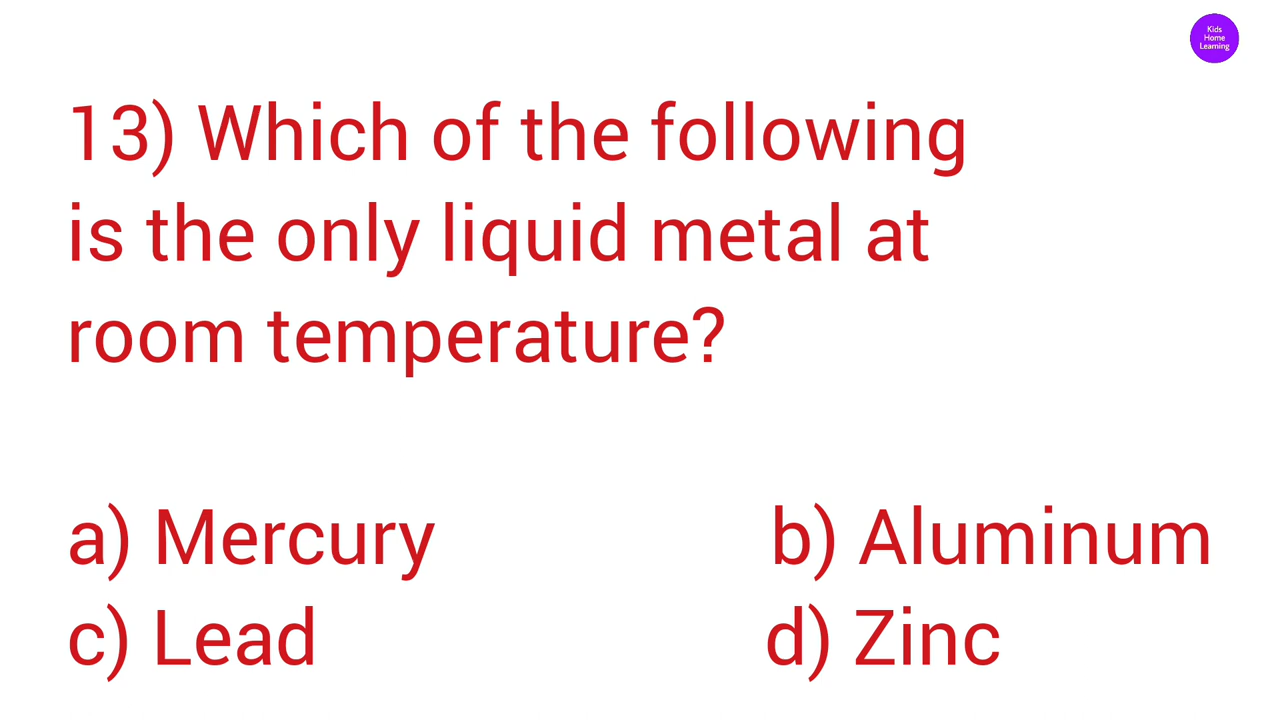 Kids
Home
Learning
13) Which of the following
is the only liquid metal at
room temperature?
a) Mercury b) Aluminum
c) Lead d) Zinc